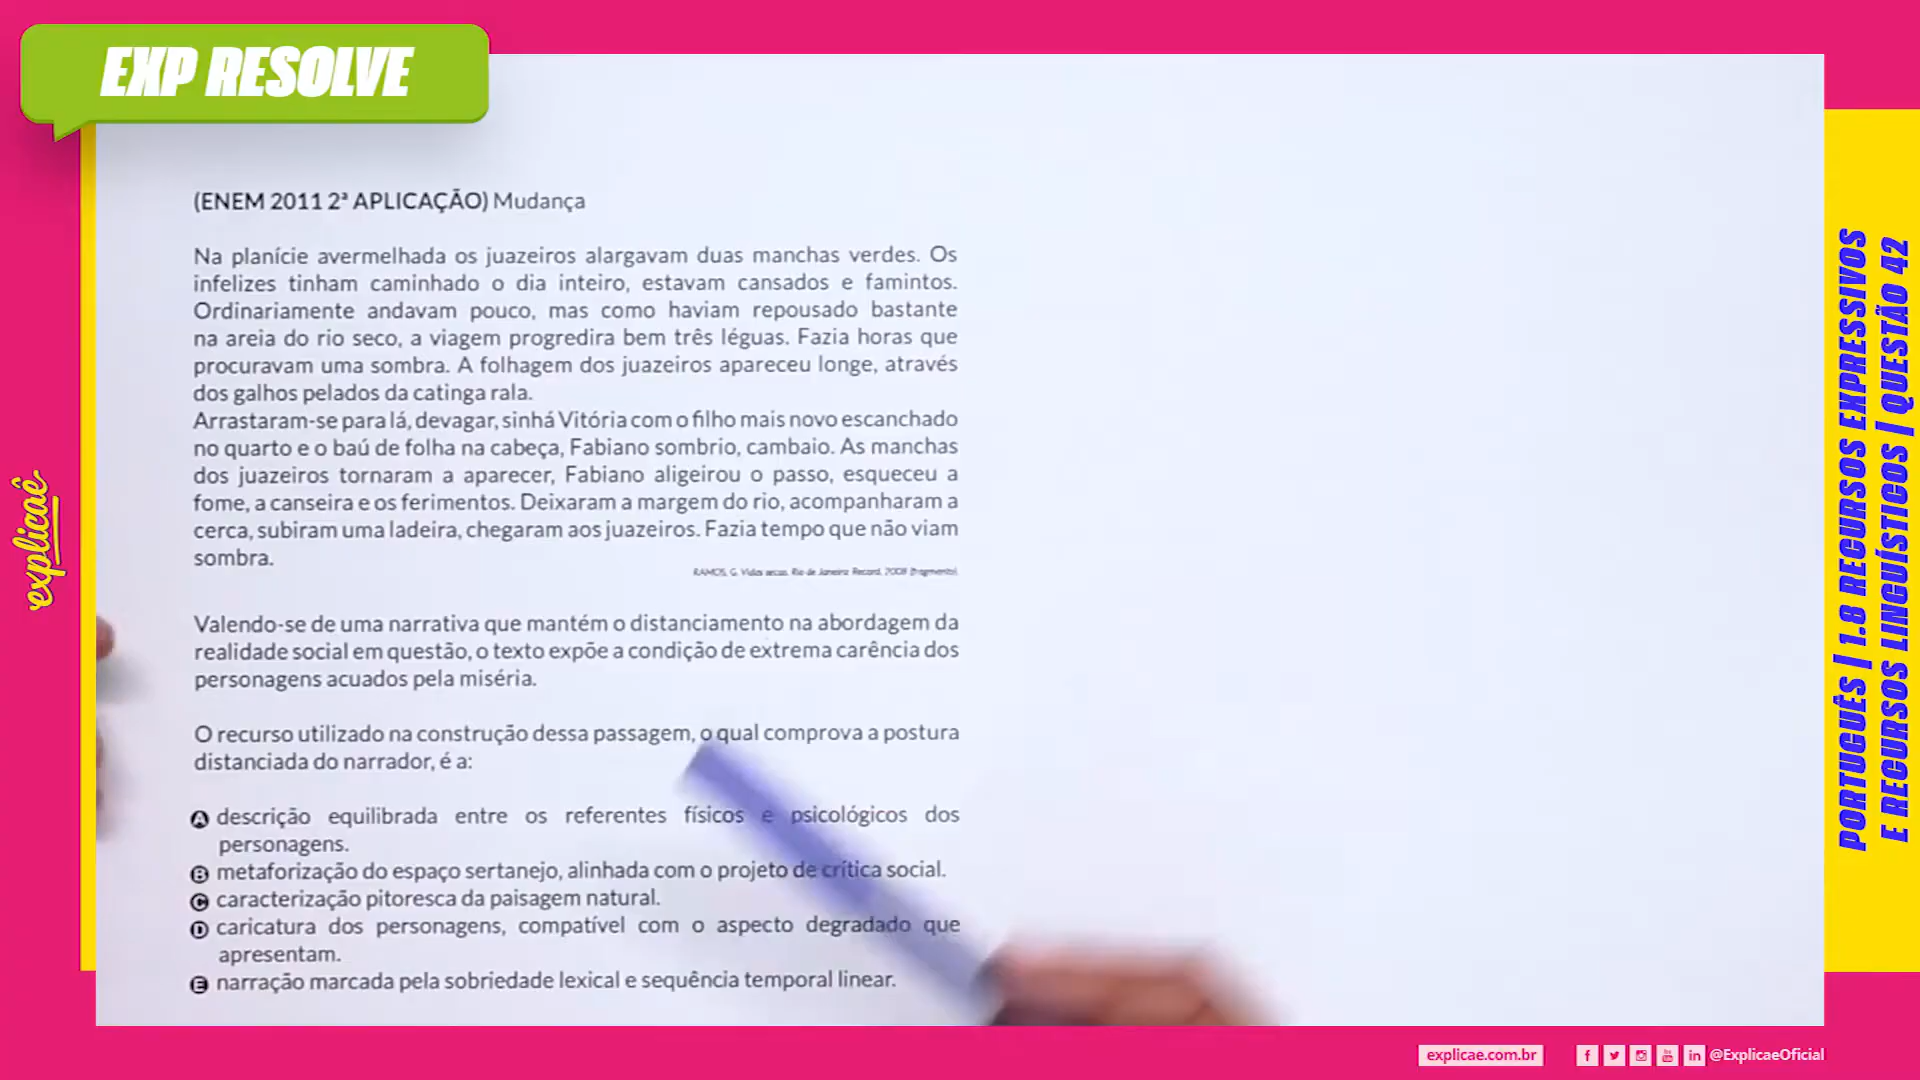 EXP RESOLVE
(ENEM 2011 2ª APLICAÇÃO) Mudança
Na planície avermelhada os juazeiros alargavam duas manchas verdes. Os
infelizes tinham caminhado o dia inteiro, estavam cansados e famintos.
Ordinariamente andavam pouco, mas como haviam repousado bastante
na areia do rio seco, a viagem progredira bem três léguas. Fazia horas que
procuravam uma sombra. A folhagem dos juazeiros apareceu longe, através
dos galhos pelados da catinga rala.
Arrastaram-se para lá, devagar, sinhá Vitória com o filho mais novo escanchado
no quarto e o baú de folha na cabeça, Fabiano sombrio, cambaio. As manchas
dos juazeiros tornaram a aparecer, Fabiano aligeirou o passo, esqueceu a
fome, a canseira e os ferimentos. Deixaram a margem do rio, acompanharam a
cerca, subiram uma ladeira, chegaram aos juazeiros. Fazia tempo que não viam
sombra.
RAMOS, G. Vidas secas. Rio de Janeiro: Record, 2008 (fragmento).
Valendo-se de uma narrativa que mantém o distanciamento na abordagem da
realidade social em questão, o texto expõe a condição de extrema carência dos
personagens acuados pela miséria.
O recurso utilizado na construção dessa passagem, o qual comprova a postura
distanciada do narrador, é a:
A descrição equilibrada entre os referentes físicos e psicológicos dos
personagens.
B metaforização do espaço sertanejo, alinhada com o projeto de crítica social.
C caracterização pitoresca da paisagem natural.
D caricatura dos personagens, compatível com o aspecto degradado que
apresentam.
E narração marcada pela sobriedade lexical e sequência temporal linear.
explicaê
PORTUGUÊS | 1.8 RECURSOS EXPRESSIVOS
E RECURSOS LINGUÍSTICOS | QUESTÃO 42
explicae.com.br
@ExplicaeOficial